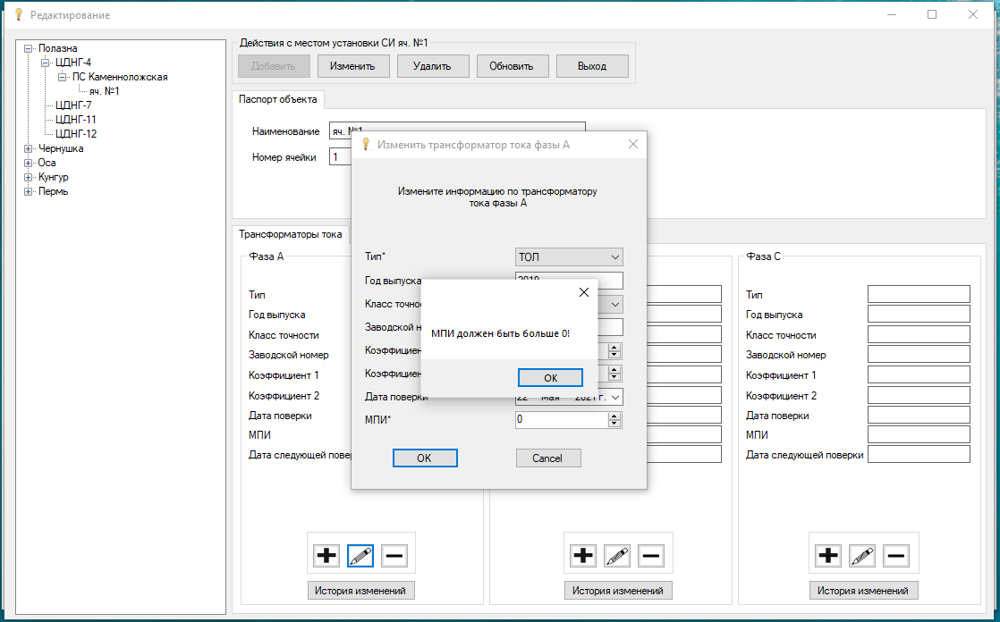 Редактирование
Полазна
ЦДНГ-4
ПС Каменноложская
яч. №1
ЦДНГ-7
ЦДНГ-11
ЦДНГ-12
Чернушка
Оса
Кунгур
Пермь
Действия с местом установки СИ яч. №1
Добавить
Изменить
Удалить
Обновить
Выход
Паспорт объекта
Наименование
яч. №1
Номер ячейки
1
Трансформаторы тока
Фаза А
Тип
Год выпуска
Класс точности
Заводской номер
Коэффициент 1
Коэффициент 2
Дата поверки
МПИ
Дата следующей повер
История изменений
Изменить трансформатор тока фазы А
Измените информацию по трансформатору
тока фазы А
Тип*
ТОЛ
Год выпуска
Класс точно
Заводской н
Коэффициен
Коэффициен
Дата поверки
22 мая 2021 г.
МПИ*
0
OK
Cancel
МПИ должен быть больше 0!
OK
История изменений
Фаза С
Тип
Год выпуска
Класс точности
Заводской номер
Коэффициент 1
Коэффициент 2
Дата поверки
МПИ
Дата следующей поверки
История изменений